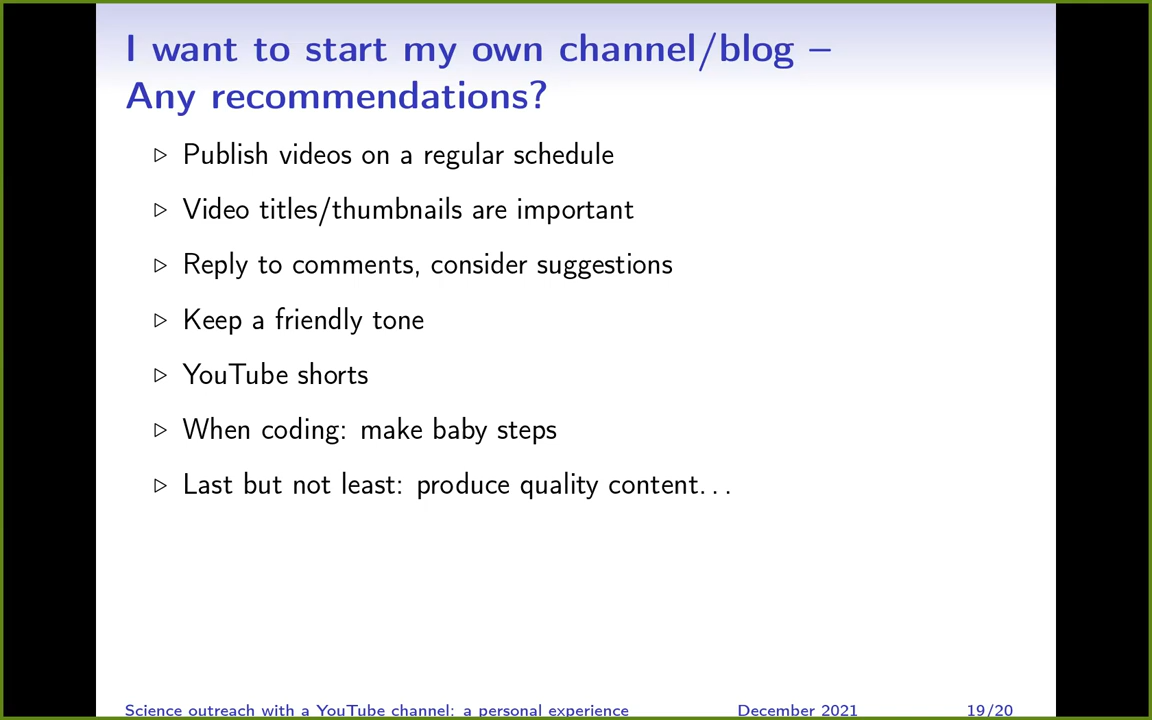 I want to start my own channel/blog –
Any recommendations?
▷ Publish videos on a regular schedule
▷ Video titles/thumbnails are important
▷ Reply to comments, consider suggestions
▷ Keep a friendly tone
▷ YouTube shorts
▷ When coding: make baby steps
▷ Last but not least: produce quality content...
Science outreach with a YouTube channel: a personal experience December 2021 19/20